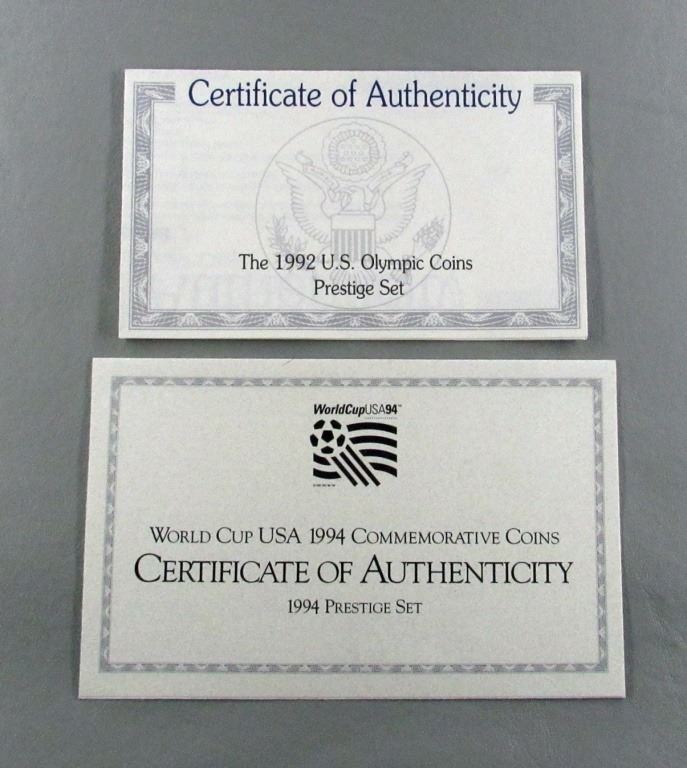 Certificate of Authenticity
The 1992 U.S. Olympic Coins
Prestige Set
WorldCupUSA94™
World Cup USA 1994 Commemorative Coins
Certificate of Authenticity
1994 Prestige Set